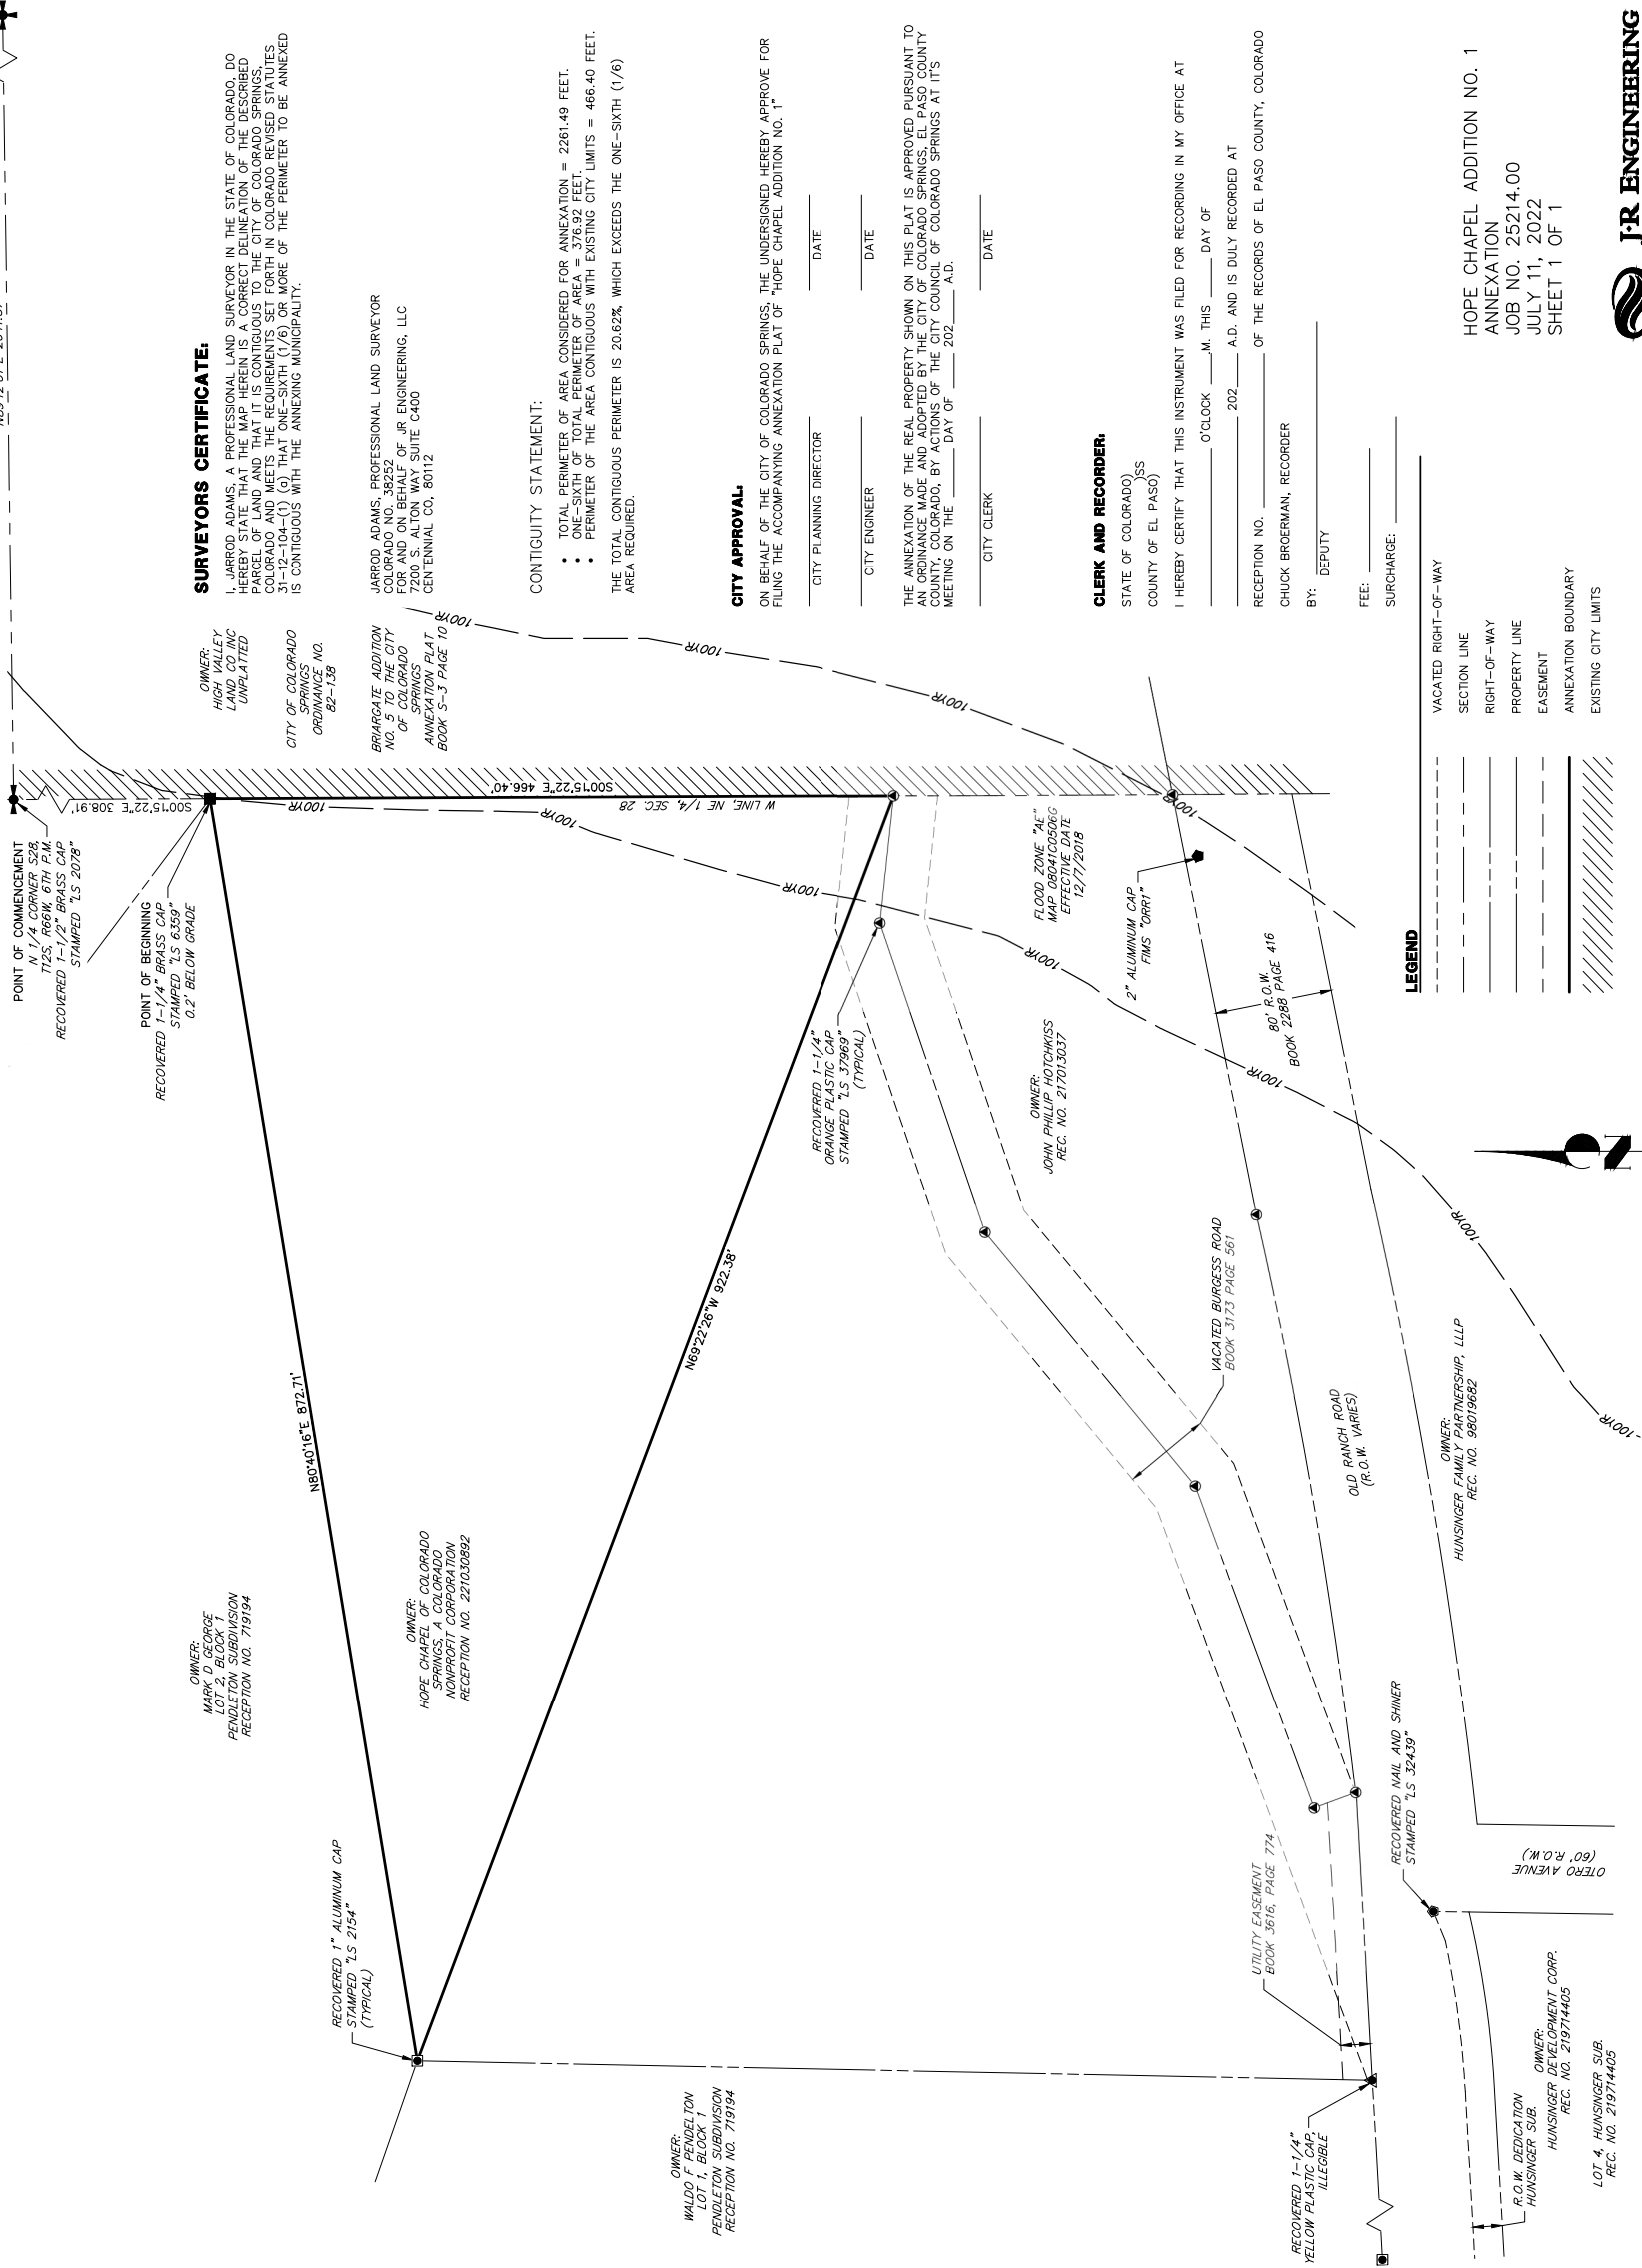 POINT OF COMMENCEMENT
N 1/4 CORNER S28,
T12S, R66W, 6TH P.M.
RECOVERED 1-1/2" BRASS CAP
STAMPED "LS 2078"
S00°15'22"E 308.91'
POINT OF BEGINNING
RECOVERED 1-1/4" BRASS CAP
STAMPED "LS 6359"
0.2' BELOW GRADE
OWNER:
HIGH VALLEY
LAND CO INC
UNPLATTED
CITY OF COLORADO
SPRINGS
ORDINANCE NO.
82-138
BRIARGATE ADDITION
NO. 5 TO THE CITY
OF COLORADO
SPRINGS
ANNEXATION PLAT
BOOK S-3 PAGE 10
OWNER:
MARK D GEORGE
LOT 2, BLOCK 1
PENDLETON SUBDIVISION
RECEPTION NO. 719194
N80°40'16"E 872.71'
S00°15'22"E 466.40'
W LINE, NE 1/4, SEC. 28
RECOVERED 1" ALUMINUM CAP
STAMPED "LS 2154"
(TYPICAL)
OWNER:
HOPE CHAPEL OF COLORADO
SPRINGS, A COLORADO
NONPROFIT CORPORATION
RECEPTION NO. 221030892
N69°22'26"W 922.38'
OWNER:
WALDO F PENDELTON
LOT 1, BLOCK 1
PENDLETON SUBDIVISION
RECEPTION NO. 719194
RECOVERED 1-1/4"
ORANGE PLASTIC CAP
STAMPED "LS 37969"
(TYPICAL)
100YR
100YR
100YR
100YR
100YR
100YR
100YR
100YR
100YR
100YR
100YR
FLOOD ZONE "AE"
MAP 08041C0506G
EFFECTIVE DATE
12/7/2018
2" ALUMINUM CAP
FIMS "ORR1"
OWNER:
JOHN PHILLIP HOTCHKISS
REC. NO. 217013037
80' R.O.W.
BOOK 2288 PAGE 416
VACATED BURGESS ROAD
BOOK 3173 PAGE 561
OLD RANCH ROAD
(R.O.W. VARIES)
OWNER:
HUNSINGER FAMILY PARTNERSHIP, LLLP
REC. NO. 98019682
UTILITY EASEMENT
BOOK 3616, PAGE 774
RECOVERED NAIL AND SHINER
STAMPED "LS 32439"
OTERO AVENUE
(60' R.O.W.)
RECOVERED 1-1/4"
YELLOW PLASTIC CAP,
ILLEGIBLE
R.O.W. DEDICATION
HUNSINGER SUB.
OWNER:
HUNSINGER DEVELOPMENT CORP.
REC. NO. 219714405
LOT 4, HUNSINGER SUB.
REC. NO. 219714405
SURVEYORS CERTIFICATE:
I, JARROD ADAMS, A PROFESSIONAL LAND SURVEYOR IN THE STATE OF COLORADO, DO
HEREBY STATE THAT THE MAP HEREIN IS A CORRECT DELINEATION OF THE DESCRIBED
PARCEL OF LAND AND THAT IT IS CONTIGUOUS TO THE CITY OF COLORADO SPRINGS,
COLORADO AND MEETS THE REQUIREMENTS SET FORTH IN COLORADO REVISED STATUTES
31-12-104-(1) (a) THAT ONE-SIXTH (1/6) OR MORE OF THE PERIMETER TO BE ANNEXED
IS CONTIGUOUS WITH THE ANNEXING MUNICIPALITY.
JARROD ADAMS, PROFESSIONAL LAND SURVEYOR
COLORADO NO. 38252
FOR AND ON BEHALF OF JR ENGINEERING, LLC
7200 S. ALTON WAY SUITE C400
CENTENNIAL CO, 80112
CONTIGUITY STATEMENT:
• TOTAL PERIMETER OF AREA CONSIDERED FOR ANNEXATION = 2261.49 FEET.
• ONE-SIXTH OF TOTAL PERIMETER OF AREA = 376.92 FEET.
• PERIMETER OF THE AREA CONTIGUOUS WITH EXISTING CITY LIMITS = 466.40 FEET.
THE TOTAL CONTIGUOUS PERIMETER IS 20.62%, WHICH EXCEEDS THE ONE-SIXTH (1/6)
AREA REQUIRED.
CITY APPROVAL:
ON BEHALF OF THE CITY OF COLORADO SPRINGS, THE UNDERSIGNED HEREBY APPROVE FOR
FILING THE ACCOMPANYING ANNEXATION PLAT OF "HOPE CHAPEL ADDITION NO. 1"
CITY PLANNING DIRECTOR DATE
CITY ENGINEER DATE
THE ANNEXATION OF THE REAL PROPERTY SHOWN ON THIS PLAT IS APPROVED PURSUANT TO
AN ORDINANCE MADE AND ADOPTED BY THE CITY OF COLORADO SPRINGS, EL PASO COUNTY
COUNTY, COLORADO, BY ACTIONS OF THE CITY COUNCIL OF COLORADO SPRINGS AT IT'S
MEETING ON THE ____ DAY OF ____ 202____ A.D.
CITY CLERK DATE
CLERK AND RECORDER:
STATE OF COLORADO)
)SS
COUNTY OF EL PASO)
I HEREBY CERTIFY THAT THIS INSTRUMENT WAS FILED FOR RECORDING IN MY OFFICE AT
____ O'CLOCK ____.M. THIS ____ DAY OF
____ 202____ A.D. AND IS DULY RECORDED AT
RECEPTION NO. ____ OF THE RECORDS OF EL PASO COUNTY, COLORADO
CHUCK BROERMAN, RECORDER
BY: ____
DEPUTY
FEE: ____
SURCHARGE: ____
LEGEND
VACATED RIGHT-OF-WAY
SECTION LINE
RIGHT-OF-WAY
PROPERTY LINE
EASEMENT
ANNEXATION BOUNDARY
EXISTING CITY LIMITS
N
HOPE CHAPEL ADDITION NO. 1
ANNEXATION
JOB NO. 25214.00
JULY 11, 2022
SHEET 1 OF 1
J·R ENGINEERING